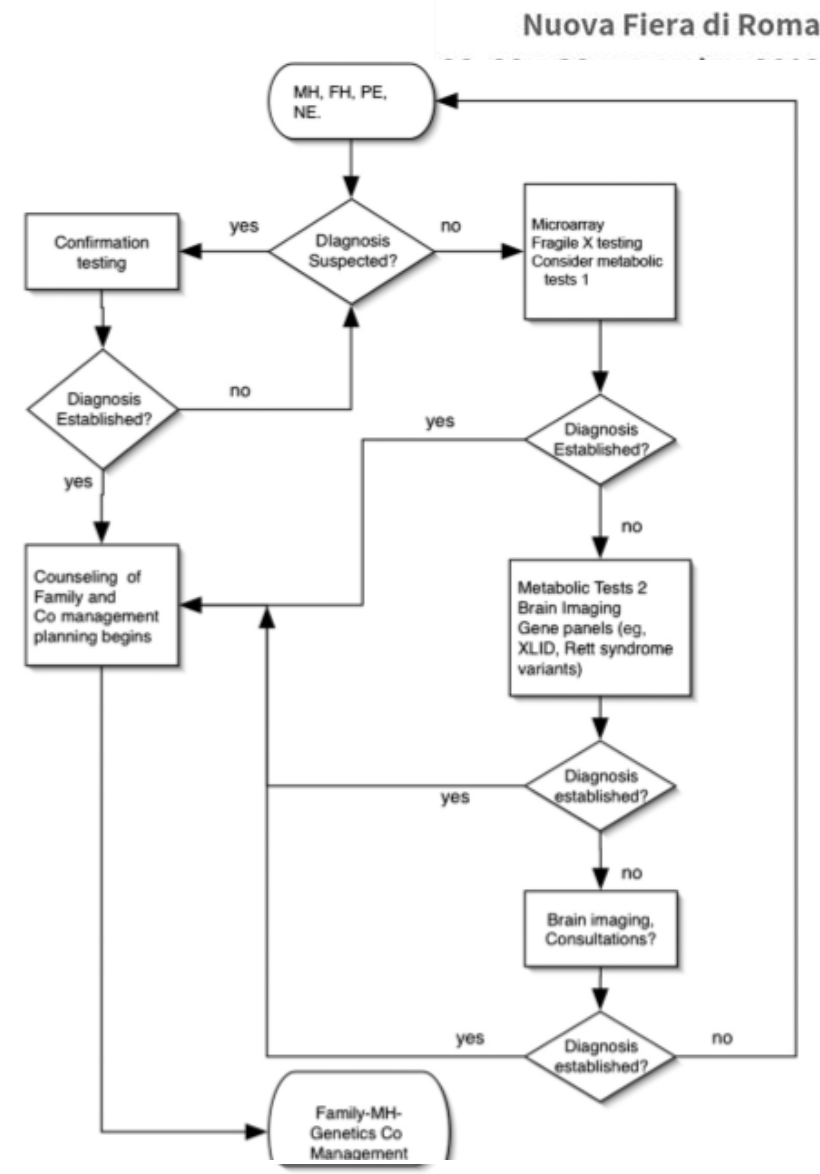 Nuova Fiera di Roma
MH, FH, PE,
NE.
yes
DIagnosis
Suspected?
no
Confirmation
testing
Microarray
Fragile X testing
Consider metabolic
tests 1
Diagnosis
Established?
no
yes
Diagnosis
Established?
yes
no
Counseling of
Family and
Co management
planning begins
Metabolic Tests 2
Brain Imaging
Gene panels (eg,
XLID, Rett syndrome
variants)
Diagnosis
established?
yes
no
Brain imaging,
Consultations?
yes
Diagnosis
established?
no
Family-MH-
Genetics Co
Management